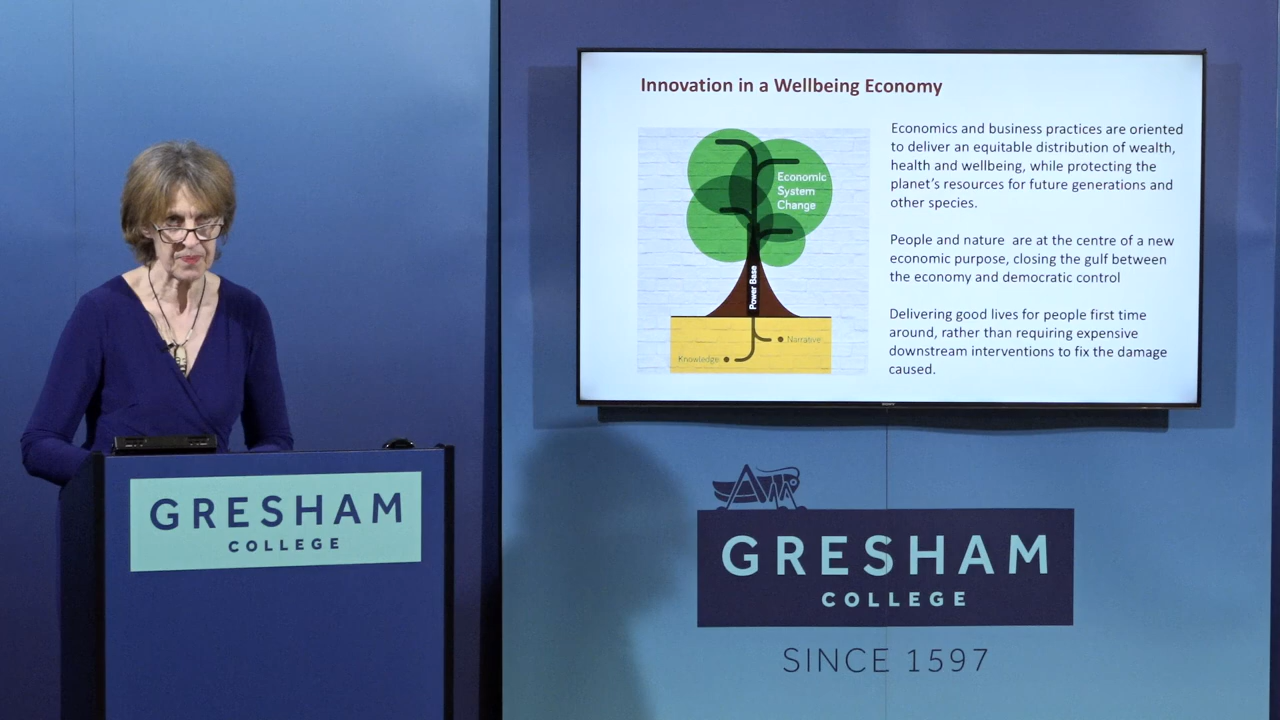 Innovation in a Wellbeing Economy
Economic
System
Change
Power Base
Narrative
Knowledge
Economics and business practices are oriented
to deliver an equitable distribution of wealth,
health and wellbeing, while protecting the
planet's resources for future generations and
other species.
People and nature are at the centre of a new
economic purpose, closing the gulf between
the economy and democratic control
Delivering good lives for people first time
around, rather than requiring expensive
downstream interventions to fix the damage
caused.
SONY
GRESHAM
COLLEGE
GRESHAM
COLLEGE
SINCE 1597